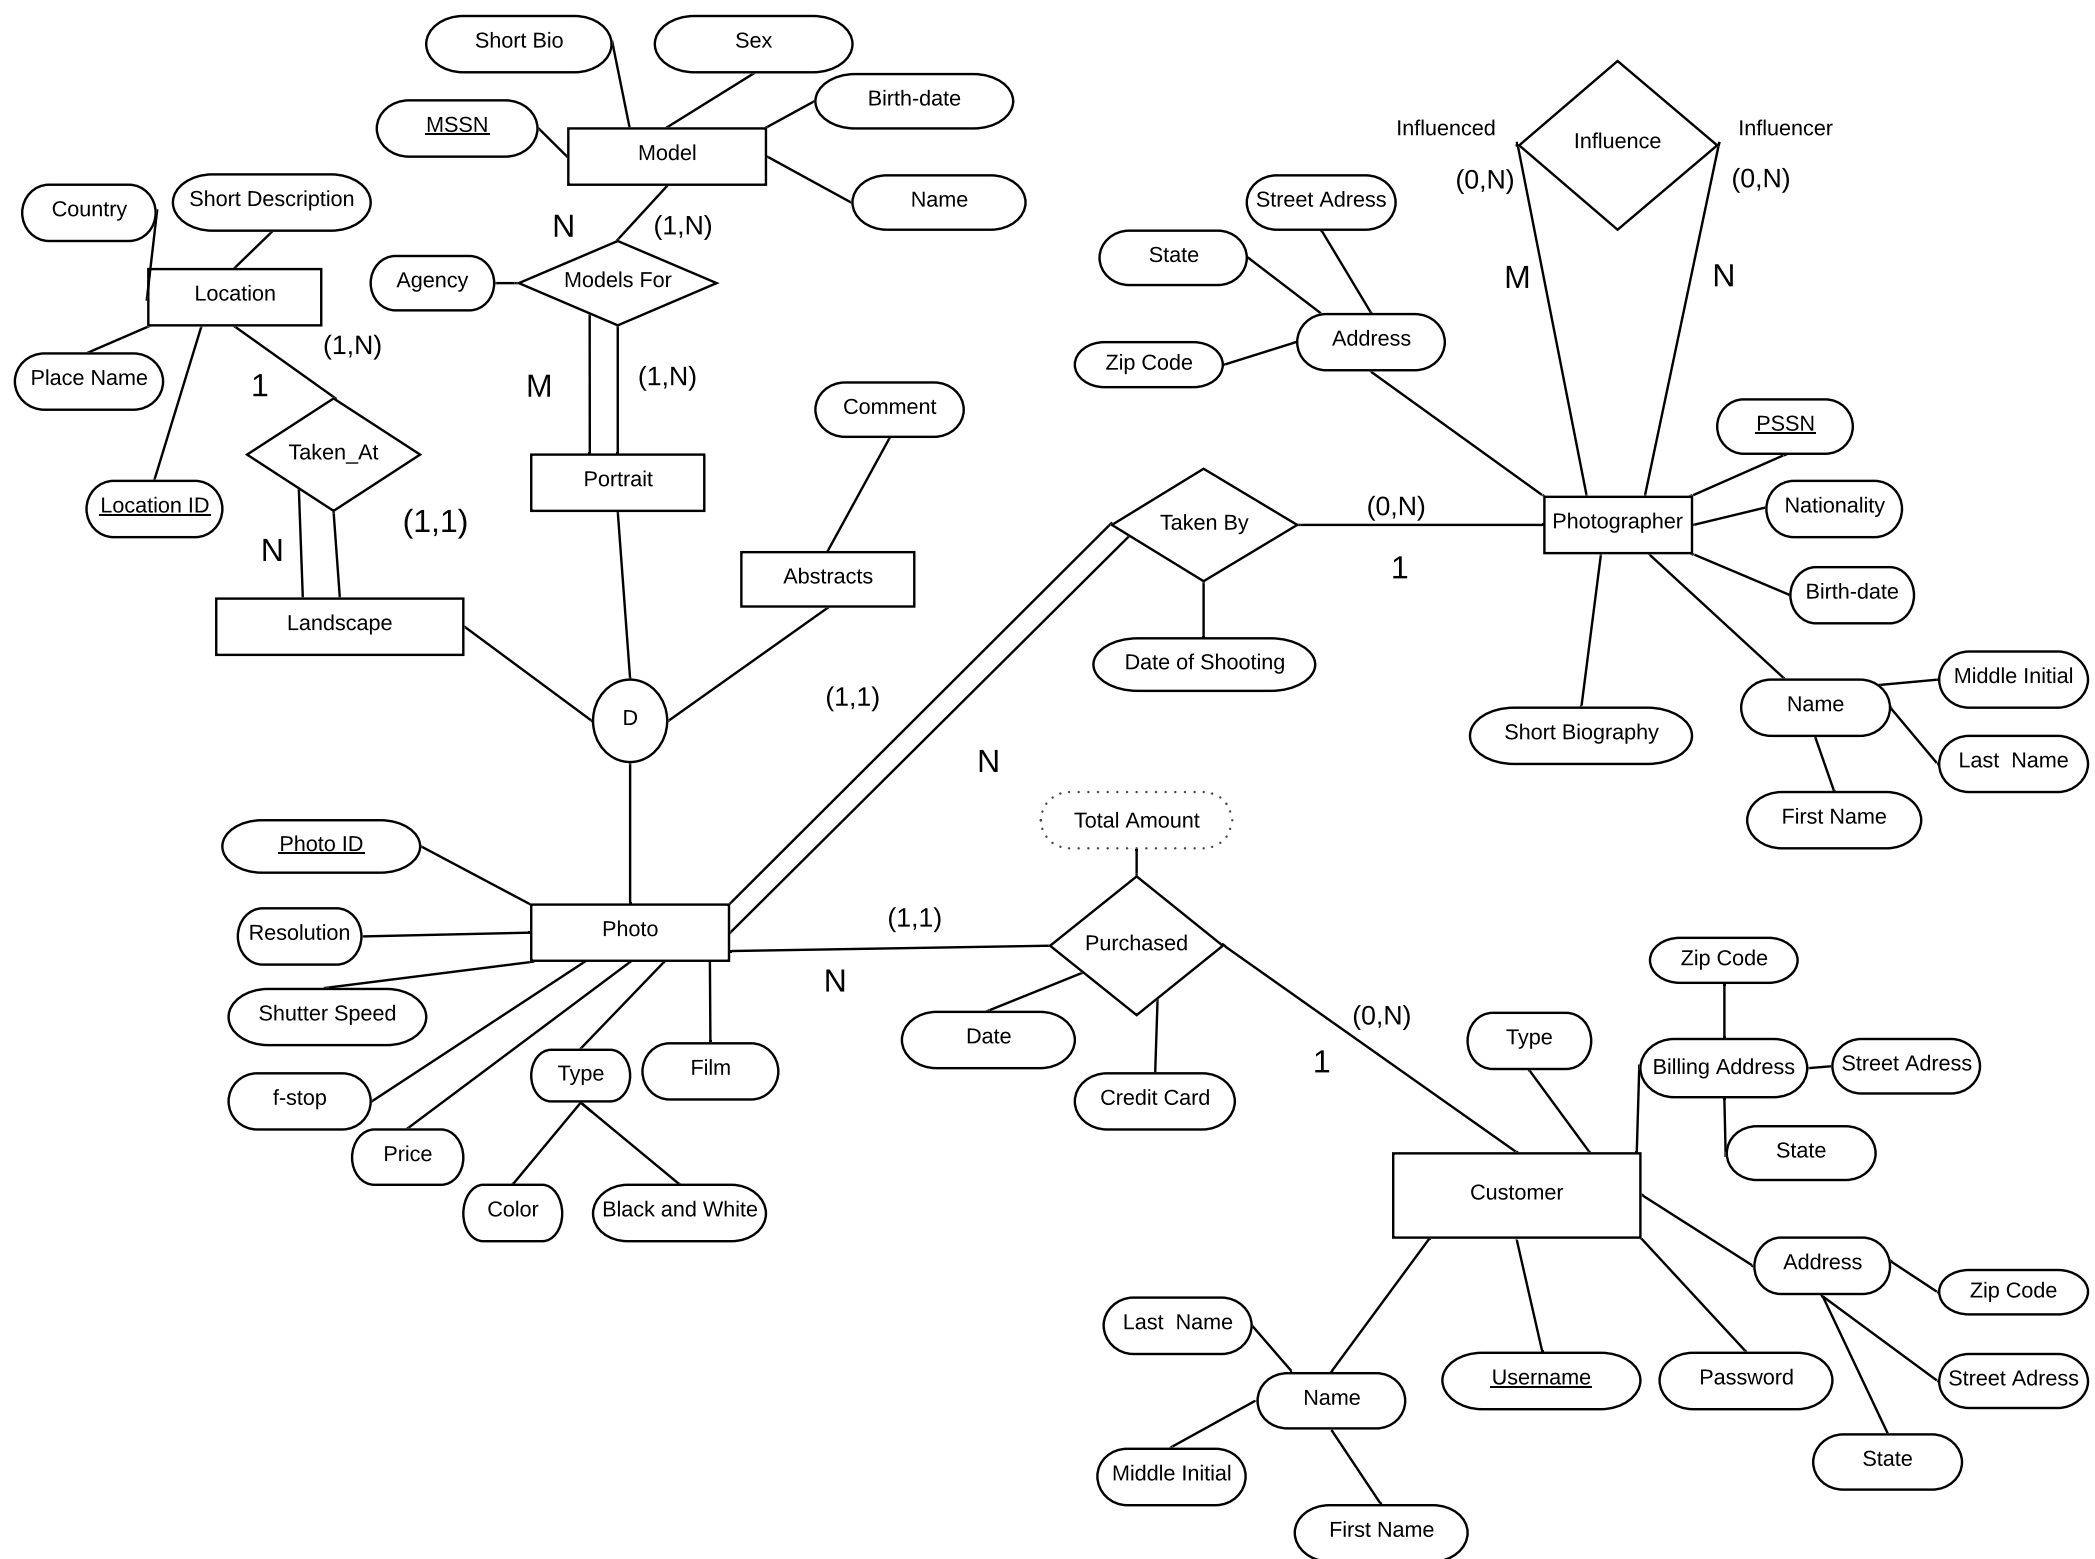 Short Bio
Sex
Birth-date
MSSN
Model
Name
Country
Short Description
Location
N
(1,N)
Agency
Models For
Place Name
(1,N)
1
M
(1,N)
Taken_At
Location ID
(1,1)
N
Portrait
Comment
Abstracts
Landscape
D
Influenced
Influence
Influencer
(0,N)
(0,N)
Street Adress
State
Address
Zip Code
M
N
PSSN
Nationality
Photographer
Birth-date
Taken By
(0,N)
1
Date of Shooting
Short Biography
Name
Middle Initial
Last  Name
First Name
(1,1)
N
Total Amount
Photo ID
Resolution
Photo
Shutter Speed
f-stop
Price
Type
Film
Color
Black and White
(1,1)
N
Purchased
Date
Credit Card
(0,N)
1
Type
Zip Code
Billing Address
Street Adress
State
Customer
Address
Zip Code
Street Adress
State
Last  Name
Name
Middle Initial
First Name
Username
Password